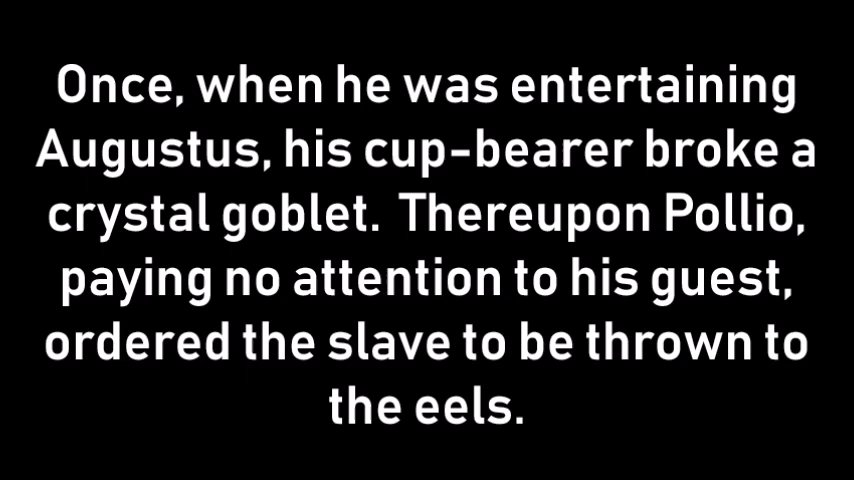 Once, when he was entertaining
Augustus, his cup-bearer broke a
crystal goblet.  Thereupon Pollio,
paying no attention to his guest,
ordered the slave to be thrown to
the eels.